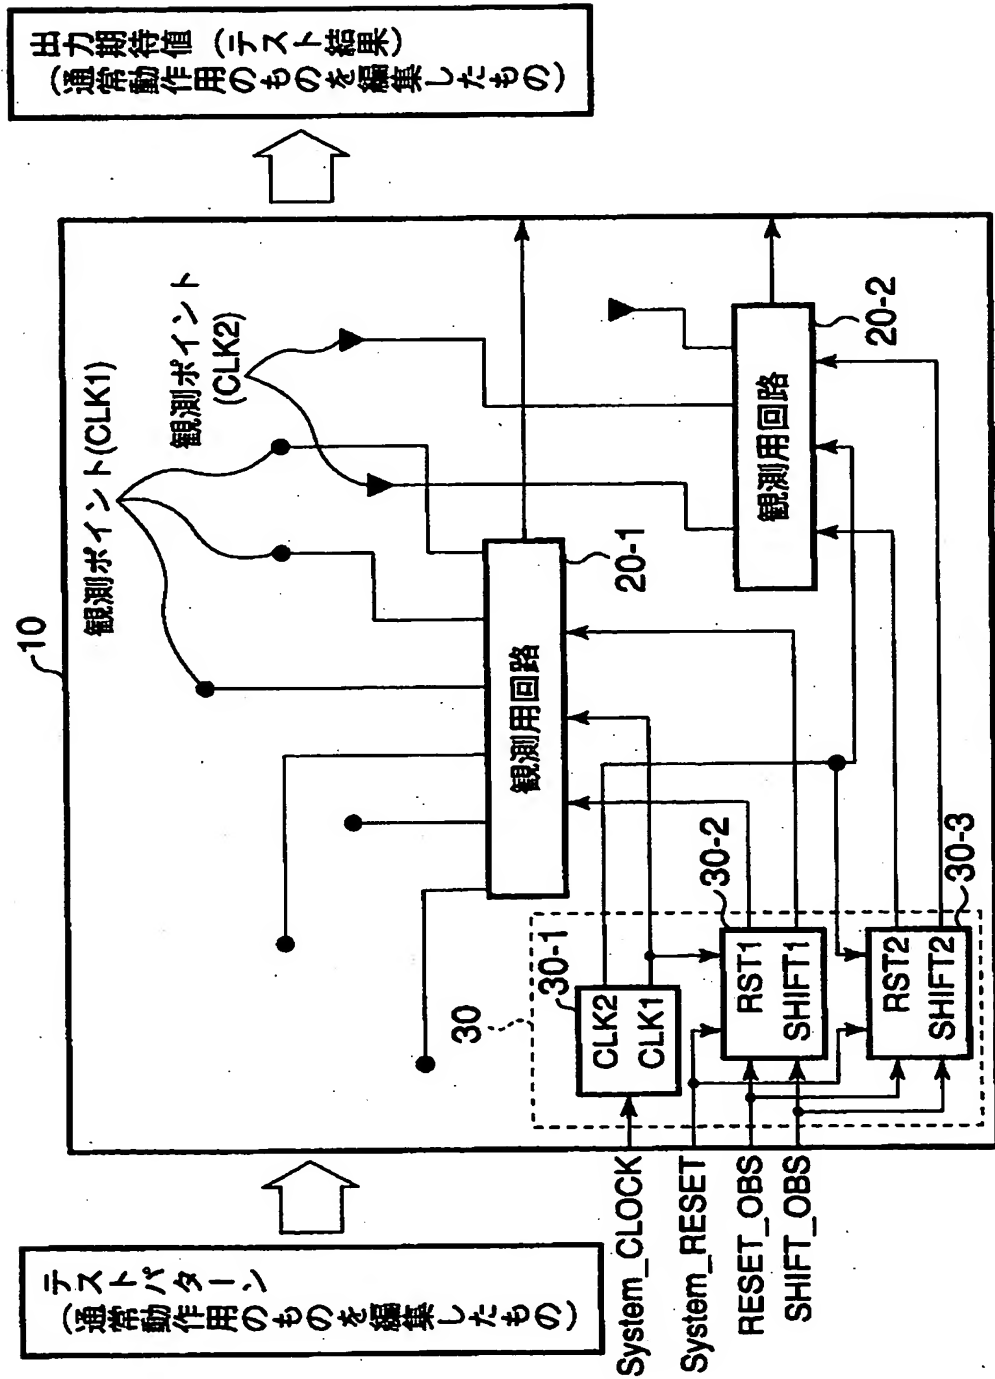 テストパターン
(通常動作用のものを編集したもの)
出力期待値 (テスト結果)
(通常動作用のものを編集したもの)
10
観測ポイント(CLK1)
観測ポイント
(CLK2)
観測用回路
20-1
観測用回路
20-2
30
30-1
CLK2
CLK1
30-2
RST1
SHIFT1
30-3
RST2
SHIFT2
System_CLOCK
System_RESET
RESET_OBS
SHIFT_OBS